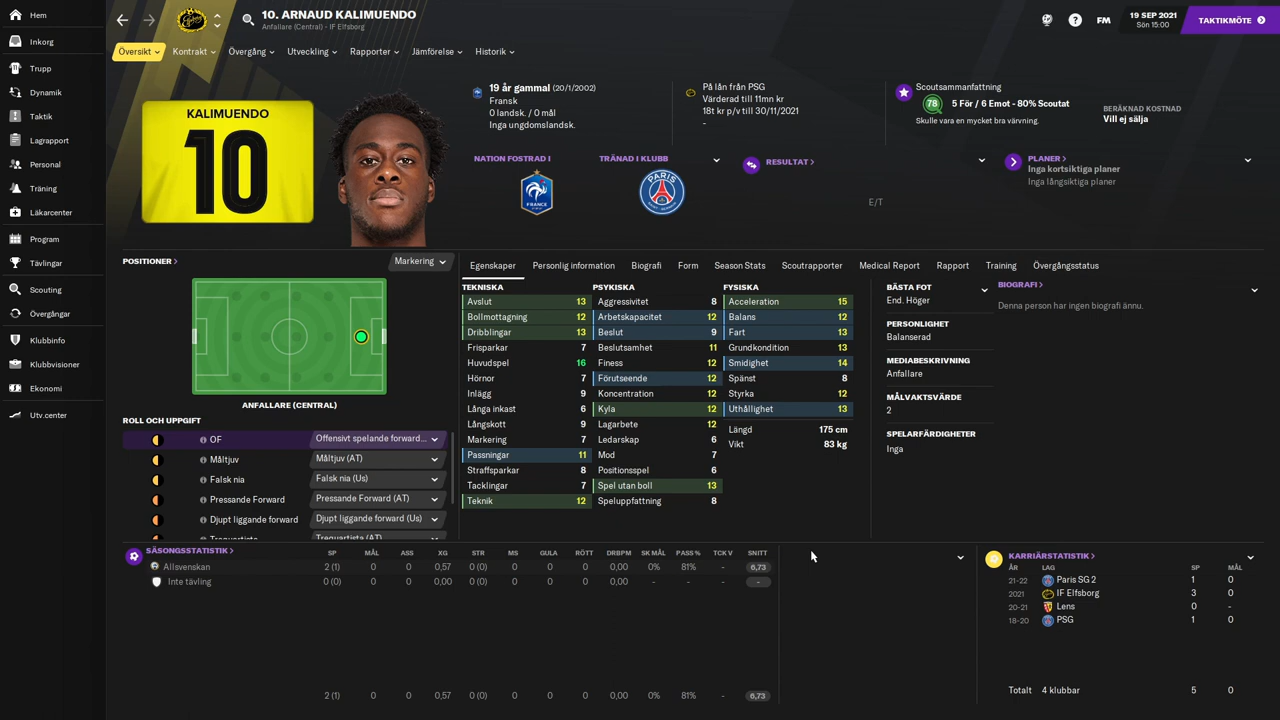 Hem
Inkorg
Trupp
Dynamik
Taktik
Lagrapport
Personal
Träning
Läkarcenter
Program
Tävlingar
Scouting
Övergångar
Klubbinfo
Klubbvisioner
Ekonomi
Utv.center
10. ARNAUD KALIMUENDO
Anfallare (Central) - IF Elfsborg
FM
19 SEP 2021
Sön 15:00
TAKTIKMÖTE
Översikt
Kontrakt
Övergång
Utveckling
Rapporter
Jämförelse
Historik
KALIMUENDO
10
19 år gammal (20/1/2002)
Fransk
0 landsk. / 0 mål
Inga ungdomslandsk.
På lån från PSG
Värderad till 11mn kr
18t kr p/v till 30/11/2021
-
Scoutsammanfattning
78 5 För / 6 Emot - 80% Scoutat
Skulle vara en mycket bra värvning.
BERÄKNAD KOSTNAD
Vill ej sälja
NATION FOSTRAD I
FRANCE
TRÄNAD I KLUBB
PARIS
RESULTAT
E/T
PLANER
Inga kortsiktiga planer
Inga långsiktiga planer
POSITIONER
Markering
ANFALLARE (CENTRAL)
ROLL OCH UPPGIFT
OF Offensivt spelande forward...
Måltjuv Måltjuv (AT)
Falsk nia Falsk nia (Us)
Pressande Forward Pressande Forward (AT)
Djupt liggande forward Djupt liggande forward (Us)
Trequartista Trequartista (AT)
Egenskaper
Personlig information
Biografi
Form
Season Stats
Scoutrapporter
Medical Report
Rapport
Training
Övergångsstatus
TEKNISKA
Avslut 13
Bollmottagning 12
Dribblingar 13
Frisparkar 7
Huvudspel 16
Hörnor 7
Inlägg 9
Långa inkast 6
Långskott 9
Markering 7
Passningar 11
Straffsparkar 8
Tacklingar 7
Teknik 12
PSYKISKA
Aggressivitet 8
Arbetskapacitet 12
Beslut 9
Beslutsamhet 11
Finess 12
Förutseende 12
Koncentration 12
Kyla 12
Lagarbete 12
Ledarskap 6
Mod 7
Positionsspel 6
Spel utan boll 13
Speluppfattning 8
FYSISKA
Acceleration 15
Balans 12
Fart 13
Grundkondition 13
Smidighet 14
Spänst 8
Styrka 12
Uthållighet 13
Längd 175 cm
Vikt 83 kg
BÄSTA FOT
End. Höger
PERSONLIGHET
Balanserad
MEDIABESKRIVNING
Anfallare
MÅLVAKTSVÄRDE
2
SPELARFÄRDIGHETER
Inga
BIOGRAFI
Denna person har ingen biografi ännu.
SÄSONGSSTATISTIK SP MÅL ASS XG STR MS GULA RÖTT DRBPM SK MÅL PASS % TCK V SNITT
Allsvenskan 2 (1) 0 0 0,57 0 (0) 0 0 0 0,00 0% 81% - 6,73
Inte tävling 0 (0) 0 0 0,00 0 (0) 0 0 0 0,00 - - - -
2 (1) 0 0 0,57 0 (0) 0 0 0 0,00 0% 81% - 6,73
KARRIÄRSTATISTIK
ÅR LAG SP MÅL
21-22 Paris SG 2 1 0
2021 IF Elfsborg 3 0
20-21 Lens 0 -
18-20 PSG 1 0
Totalt 4 klubbar 5 0